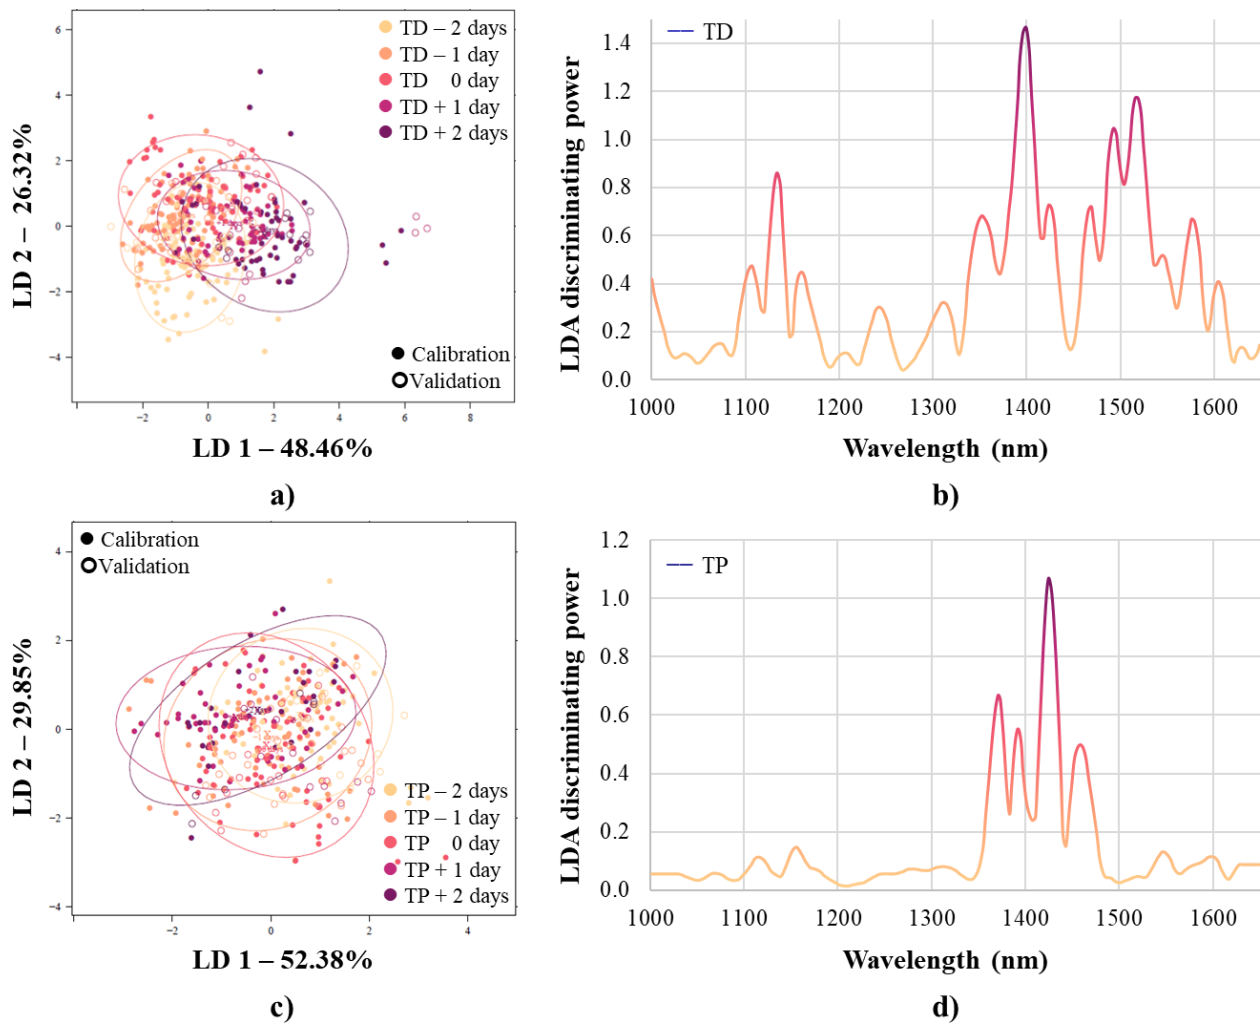 TD – 2 days
TD – 1 day
TD 0 day
TD + 1 day
TD + 2 days
Calibration
Validation
6
4
2
0
−2
−4
−2
0
2
4
6
8
LD 2 – 26.32%
LD 1 – 48.46%
a)
TD
1.4
1.2
1.0
0.8
0.6
0.4
0.2
0.0
1000
1100
1200
1300
1400
1500
1600
LDA discriminating power
Wavelength (nm)
b)
Calibration
Validation
4
2
0
−2
−4
−2
0
2
4
TP – 2 days
TP – 1 day
TP 0 day
TP + 1 day
TP + 2 days
LD 2 – 29.85%
LD 1 – 52.38%
c)
TP
1.2
1.0
0.8
0.6
0.4
0.2
0.0
1000
1100
1200
1300
1400
1500
1600
LDA discriminating power
Wavelength (nm)
d)